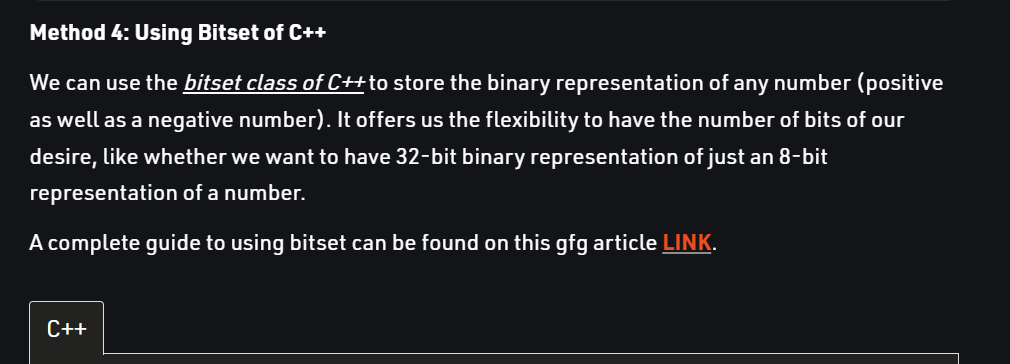 Method 4: Using Bitset of C++
We can use the bitset class of C++ to store the binary representation of any number (positive
as well as a negative number). It offers us the flexibility to have the number of bits of our
desire, like whether we want to have 32-bit binary representation of just an 8-bit
representation of a number.
A complete guide to using bitset can be found on this gfg article LINK.
C++